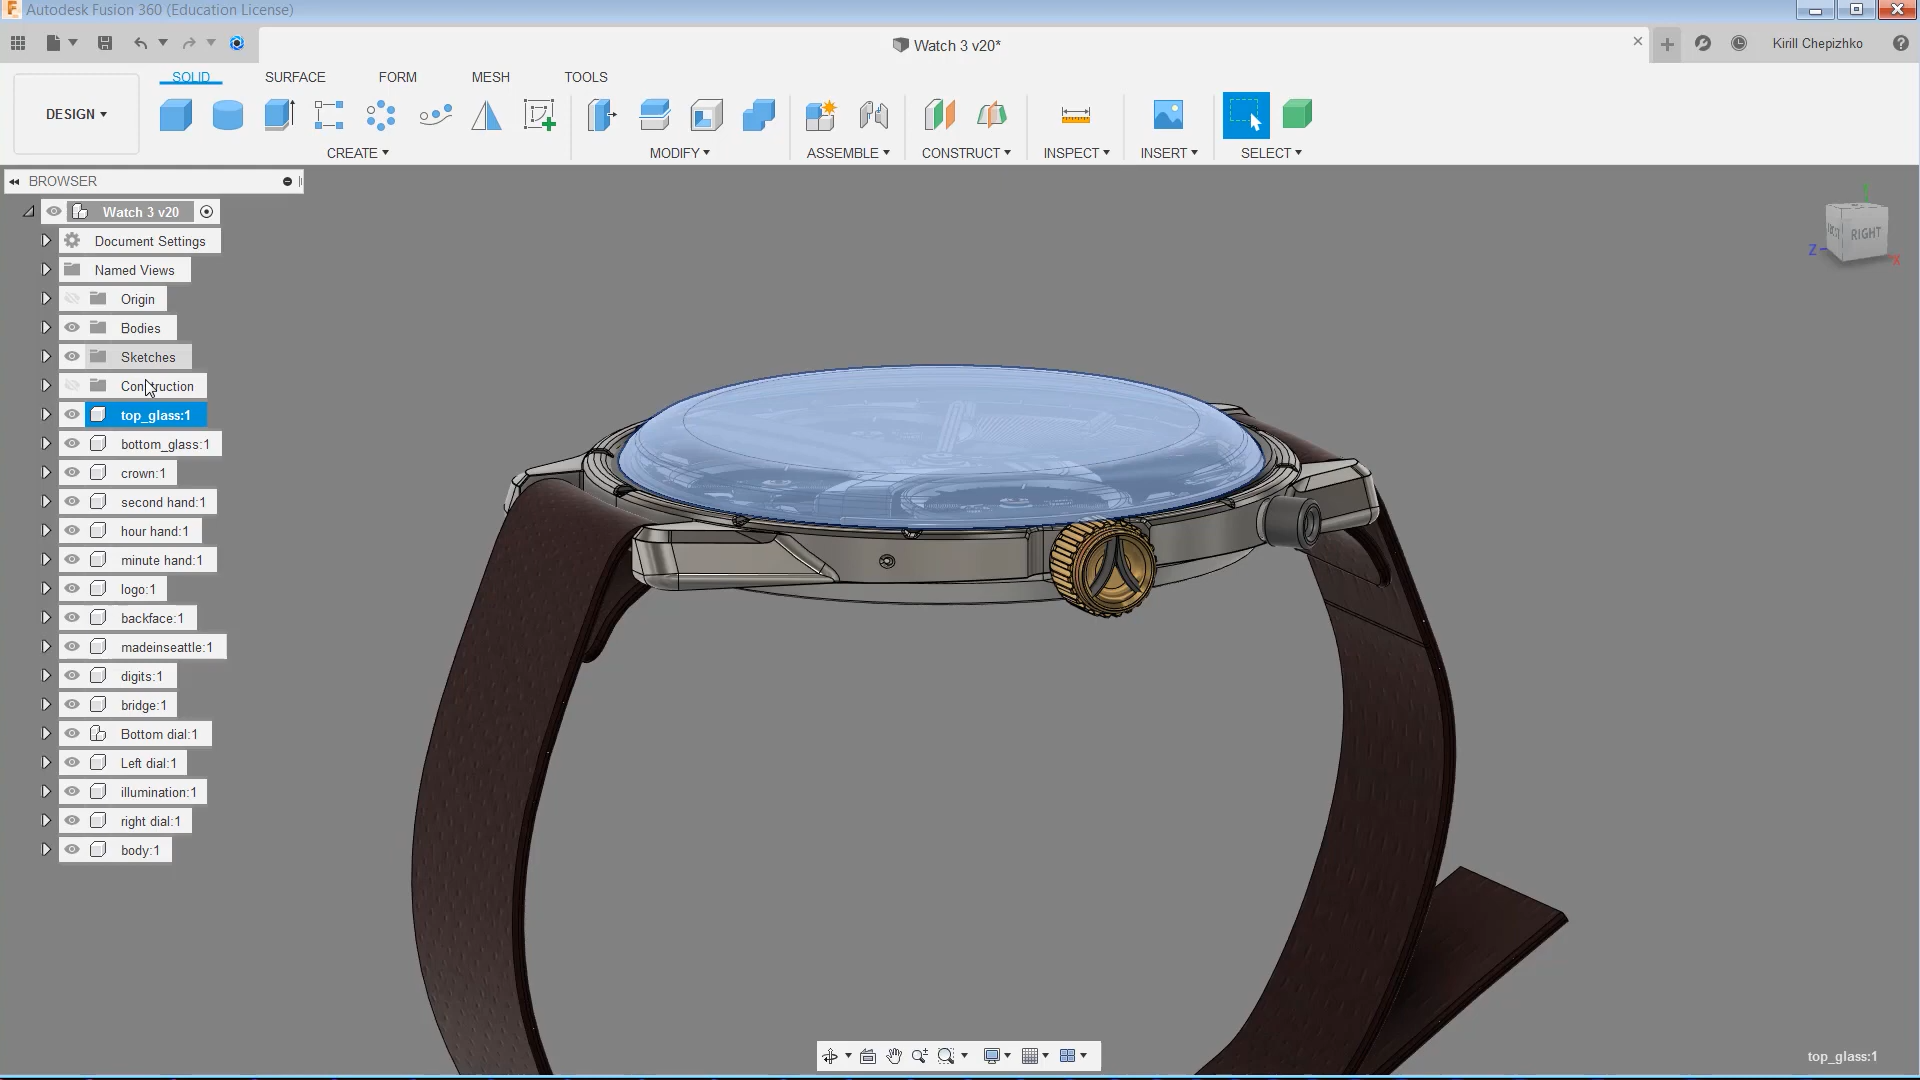 Autodesk Fusion 360 (Education License)
Watch 3 v20*
Kirill Chepizhko
DESIGN
SOLID
SURFACE
FORM
MESH
TOOLS
CREATE
MODIFY
ASSEMBLE
CONSTRUCT
INSPECT
INSERT
SELECT
BROWSER
Watch 3 v20
Document Settings
Named Views
Origin
Bodies
Sketches
Construction
top_glass:1
bottom_glass:1
crown:1
second hand:1
hour hand:1
minute hand:1
logo:1
backface:1
madeinseattle:1
digits:1
bridge:1
Bottom dial:1
Left dial:1
illumination:1
right dial:1
body:1
RIGHT
Z
X
top_glass:1